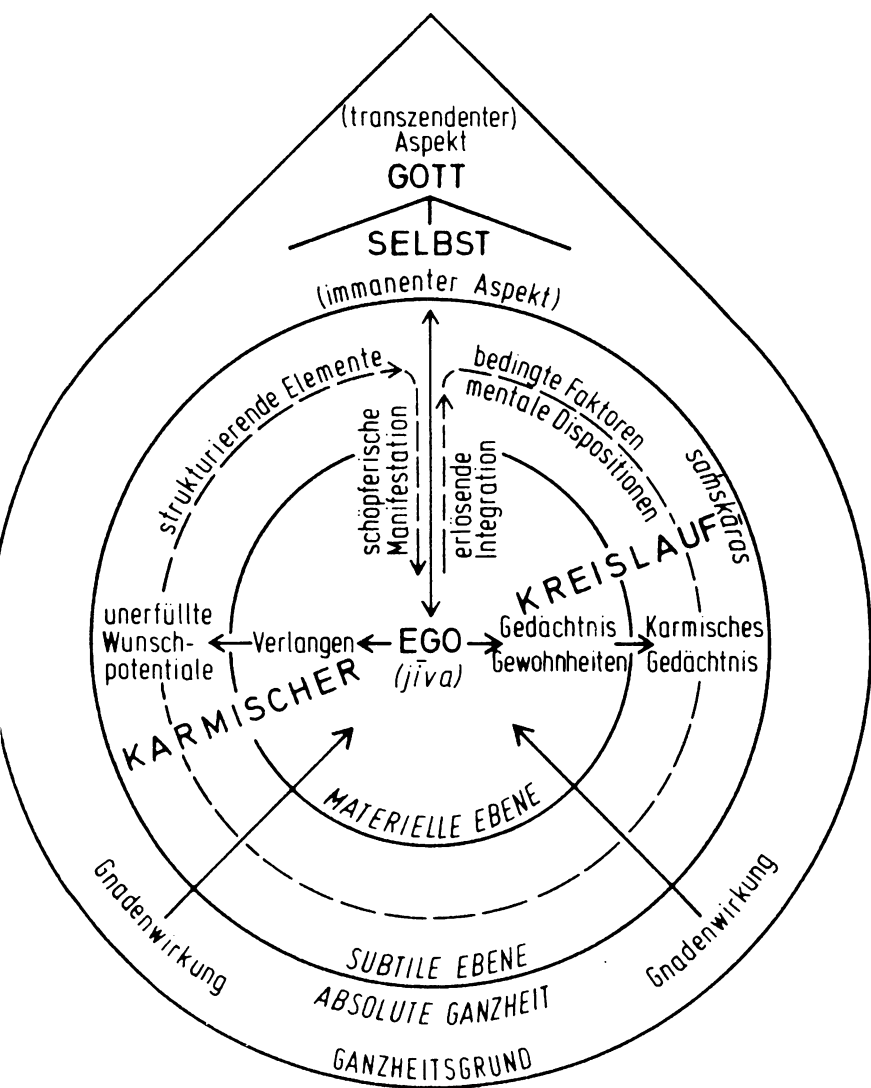 (transzendenter)
Aspekt
GOTT
SELBST
(immanenter Aspekt)
strukturierende Elemente
bedingte Faktoren
mentale Dispositionen
samskāras
schöpferische
Manifestation
erlösende
Integration
KREISLAUF
unerfüllte
Wunsch-
potentiale
Verlangen
EGO
(jīva)
Gedächtnis
Gewohnheiten
Karmisches
Gedächtnis
KARMISCHER
MATERIELLE EBENE
Gnadenwirkung
Gnadenwirkung
SUBTILE EBENE
ABSOLUTE GANZHEIT
GANZHEITSGRUND